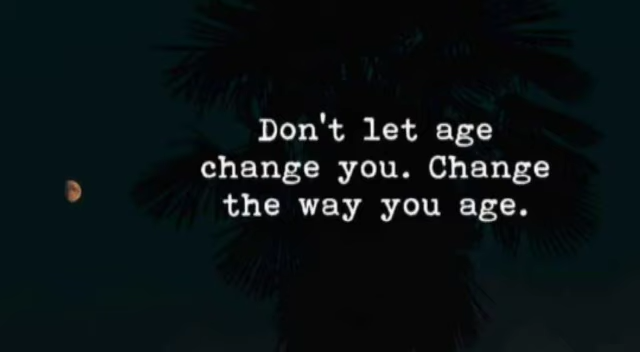 Don't let age
change you. Change
the way you age.